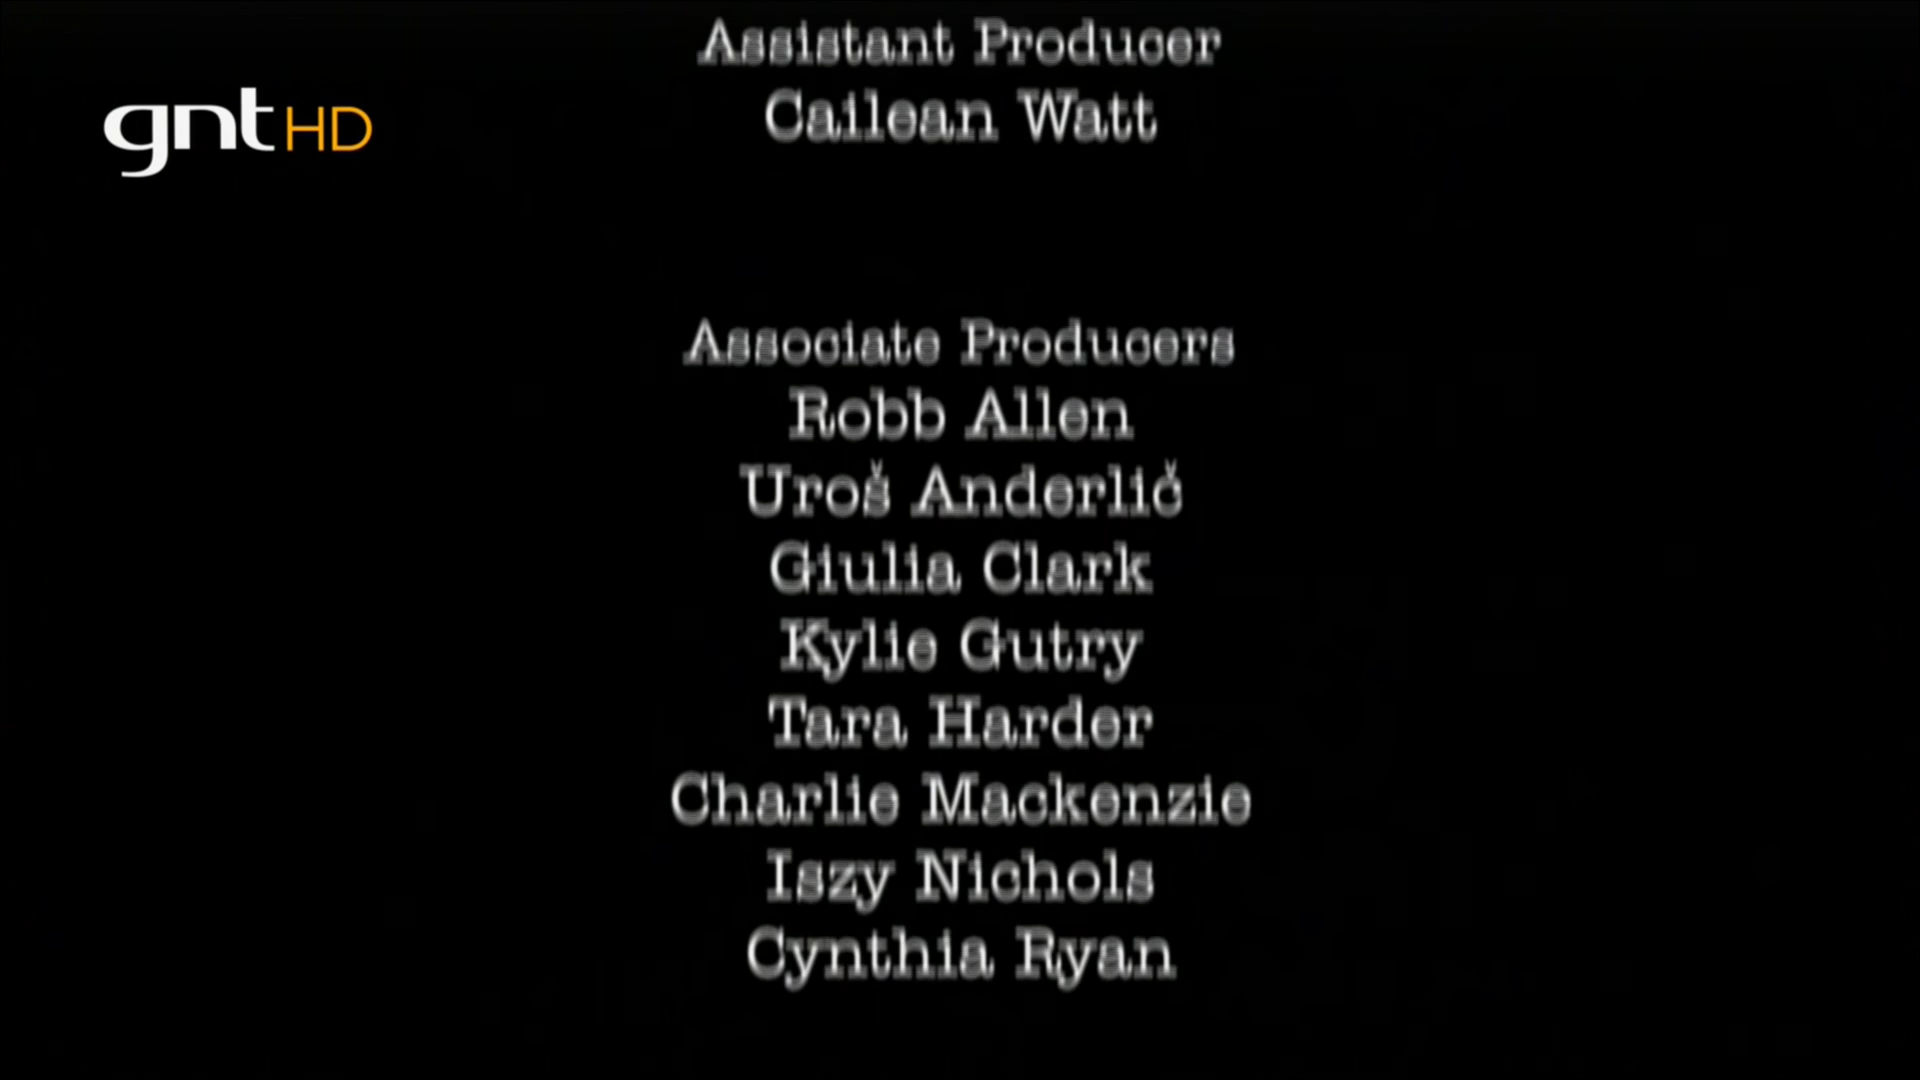 Assistant Producer
gnt HD
Cailean Watt
Associate Producers
Robb Allen
Uroš Anderlič
Giulia Clark
Kylie Gutry
Tara Harder
Charlie Mackenzie
Iszy Nichols
Cynthia Ryan